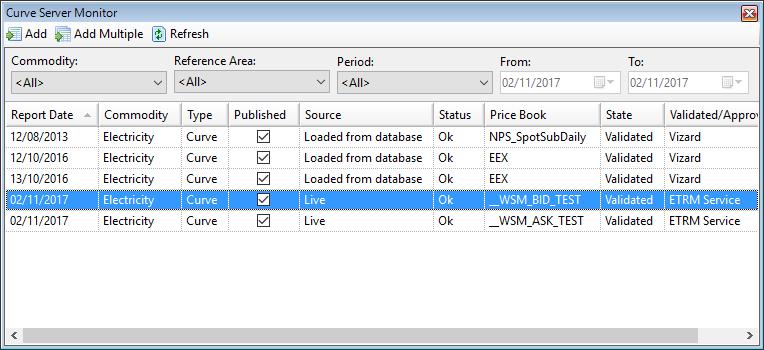 Curve Server Monitor
Add Add Multiple Refresh
Commodity: Reference Area: Period: From: To:
<All> <All> <All> 02/11/2017 02/11/2017
Report Date Commodity Type Published Source Status Price Book State Validated/Approv
12/08/2013 Electricity Curve Loaded from database Ok NPS_SpotSubDaily Validated Vizard
12/10/2016 Electricity Curve Loaded from database Ok EEX Validated Vizard
13/10/2016 Electricity Curve Loaded from database Ok EEX Validated Vizard
02/11/2017 Electricity Curve Live Ok __WSM_BID_TEST Validated ETRM Service
02/11/2017 Electricity Curve Live Ok __WSM_ASK_TEST Validated ETRM Service